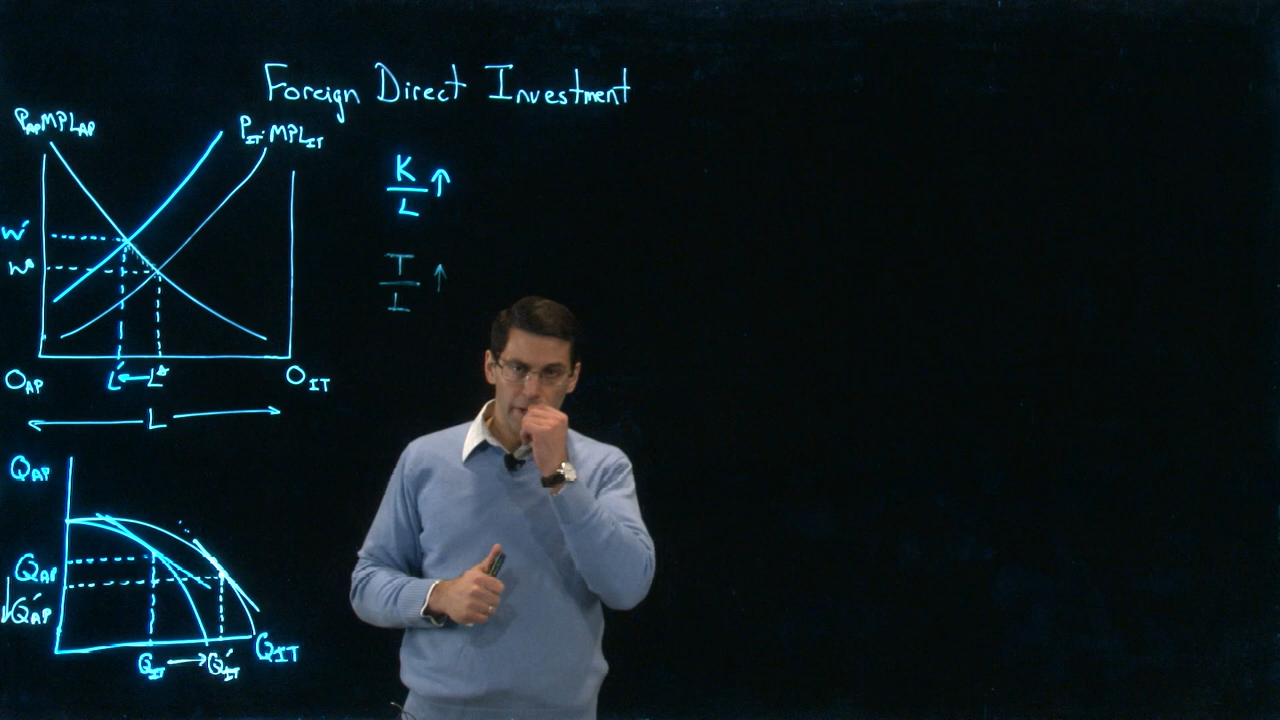 Foreign Direct Investment
P_AP MPL_AP
P_IT · MPL_IT
K
L ↑
T
L ↑
W'
W*
O_AP
L' ← L*
O_IT
← L →
Q_AP
Q_AP
↓ Q'_AP
Q_IT → Q'_IT
Q_IT